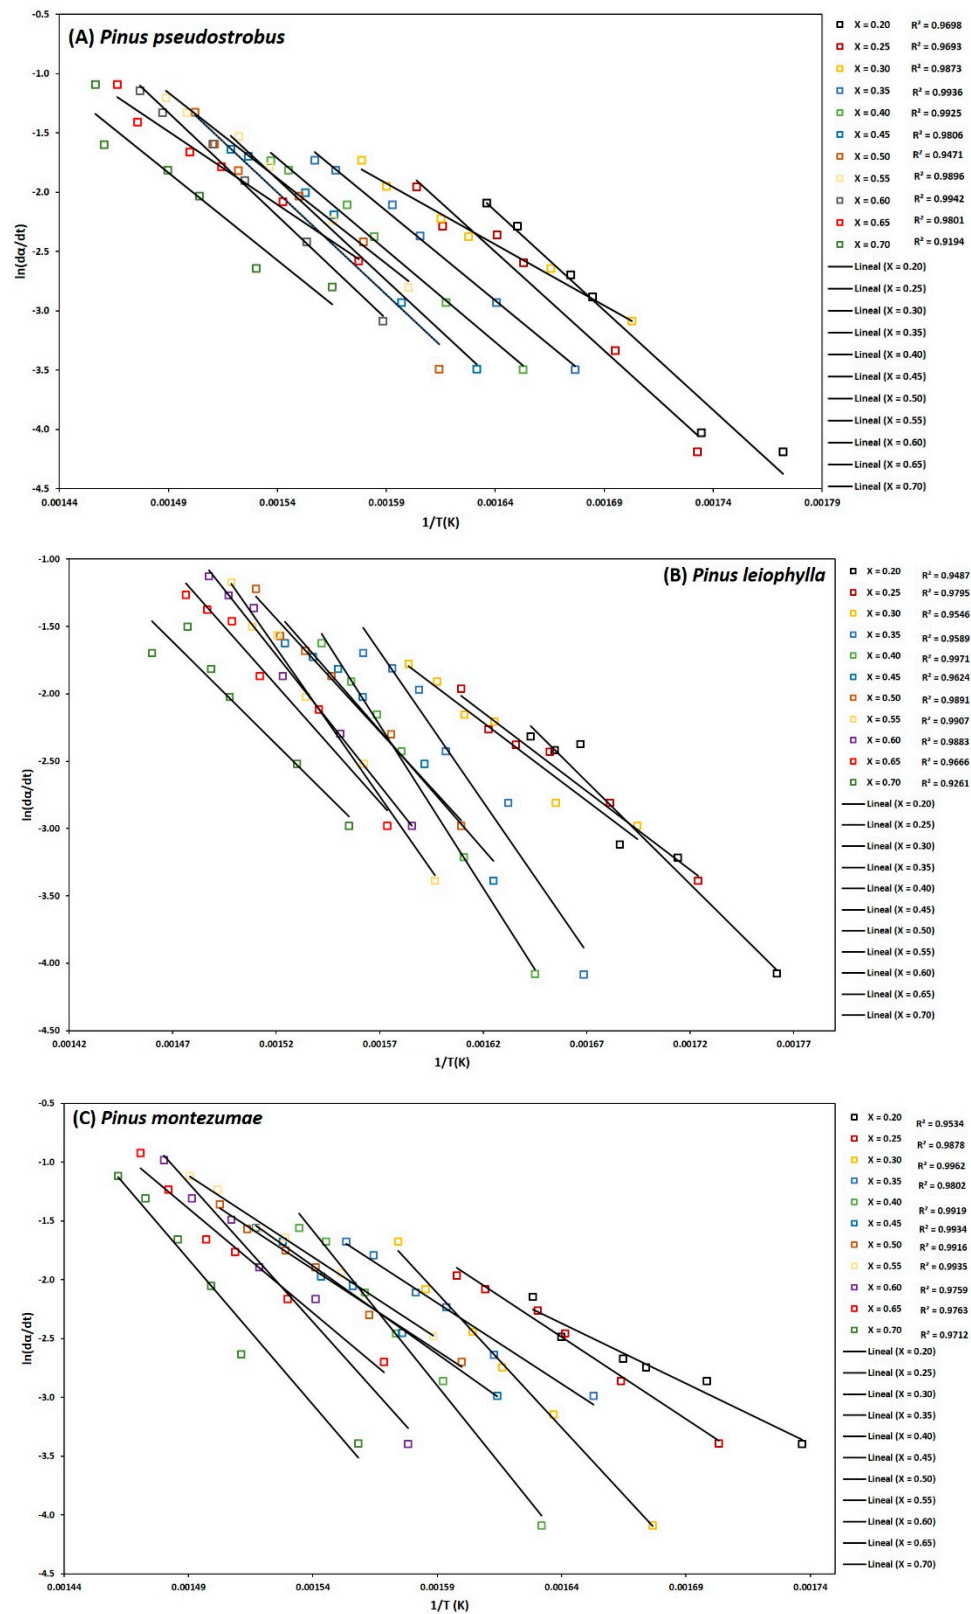 (A) Pinus pseudostrobus
ln(dα/dt)
-0.5
-1.0
-1.5
-2.0
-2.5
-3.0
-3.5
-4.0
-4.5
0.00144 0.00149 0.00154 0.00159 0.00164 0.00169 0.00174 0.00179
1/T(K)
X = 0.20 R² = 0.9698
X = 0.25 R² = 0.9693
X = 0.30 R² = 0.9873
X = 0.35 R² = 0.9936
X = 0.40 R² = 0.9925
X = 0.45 R² = 0.9806
X = 0.50 R² = 0.9471
X = 0.55 R² = 0.9896
X = 0.60 R² = 0.9942
X = 0.65 R² = 0.9801
X = 0.70 R² = 0.9194
Lineal (X = 0.20)
Lineal (X = 0.25)
Lineal (X = 0.30)
Lineal (X = 0.35)
Lineal (X = 0.40)
Lineal (X = 0.45)
Lineal (X = 0.50)
Lineal (X = 0.55)
Lineal (X = 0.60)
Lineal (X = 0.65)
Lineal (X = 0.70)
(B) Pinus leiophylla
ln(dα/dt)
-1.00
-1.50
-2.00
-2.50
-3.00
-3.50
-4.00
-4.50
0.00142 0.00147 0.00152 0.00157 0.00162 0.00167 0.00172 0.00177
1/T(K)
X = 0.20 R² = 0.9487
X = 0.25 R² = 0.9795
X = 0.30 R² = 0.9546
X = 0.35 R² = 0.9589
X = 0.40 R² = 0.9971
X = 0.45 R² = 0.9624
X = 0.50 R² = 0.9891
X = 0.55 R² = 0.9907
X = 0.60 R² = 0.9883
X = 0.65 R² = 0.9666
X = 0.70 R² = 0.9261
Lineal (X = 0.20)
Lineal (X = 0.25)
Lineal (X = 0.30)
Lineal (X = 0.35)
Lineal (X = 0.40)
Lineal (X = 0.45)
Lineal (X = 0.50)
Lineal (X = 0.55)
Lineal (X = 0.60)
Lineal (X = 0.65)
Lineal (X = 0.70)
(C) Pinus montezumae
ln(dα/dt)
-0.5
-1.0
-1.5
-2.0
-2.5
-3.0
-3.5
-4.0
-4.5
0.00144 0.00149 0.00154 0.00159 0.00164 0.00169 0.00174
1/T (K)
X = 0.20 R² = 0.9534
X = 0.25 R² = 0.9878
X = 0.30 R² = 0.9962
X = 0.35 R² = 0.9802
X = 0.40 R² = 0.9919
X = 0.45 R² = 0.9934
X = 0.50 R² = 0.9916
X = 0.55 R² = 0.9935
X = 0.60 R² = 0.9759
X = 0.65 R² = 0.9763
X = 0.70 R² = 0.9712
Lineal (X = 0.20)
Lineal (X = 0.25)
Lineal (X = 0.30)
Lineal (X = 0.35)
Lineal (X = 0.40)
Lineal (X = 0.45)
Lineal (X = 0.50)
Lineal (X = 0.55)
Lineal (X = 0.60)
Lineal (X = 0.65)
Lineal (X = 0.70)